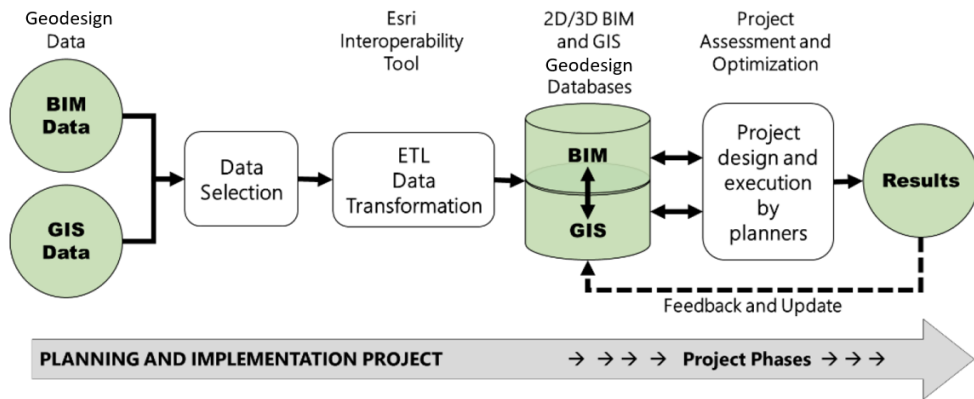 Geodesign
Data
Esri
Interoperability
Tool
2D/3D BIM
and GIS
Geodesign
Databases
Project
Assessment and
Optimization
BIM
Data
GIS
Data
Data
Selection
ETL
Data
Transformation
BIM
GIS
Project
design and
execution
by
planners
Results
Feedback and Update
PLANNING AND IMPLEMENTATION PROJECT → → → → Project Phases → → →